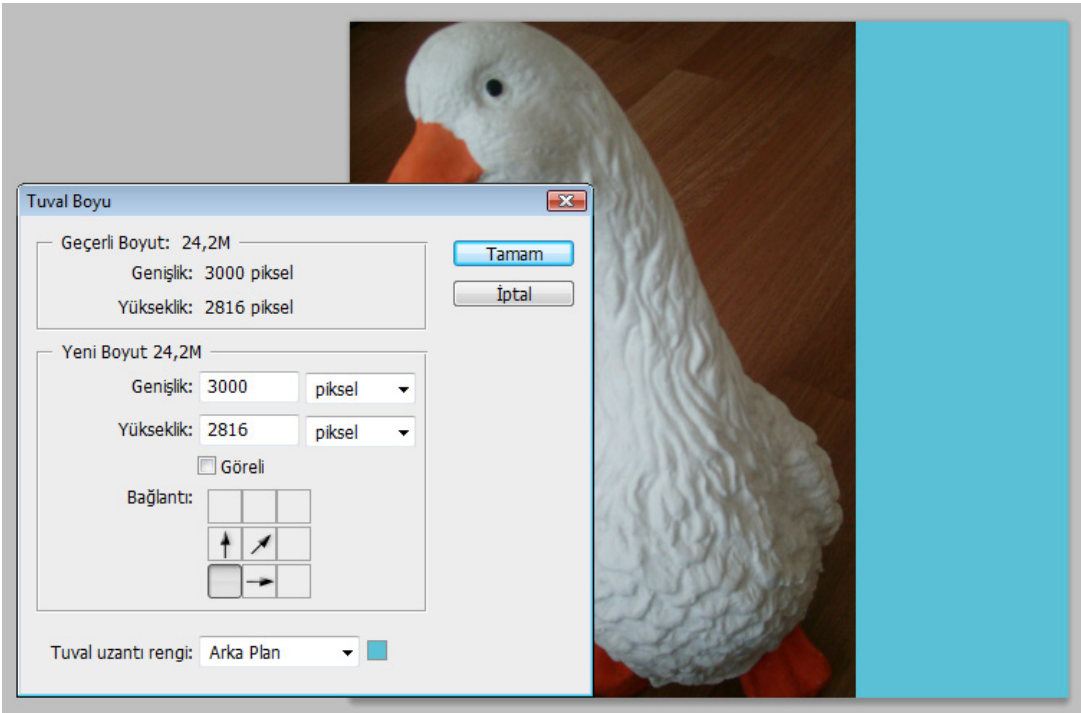 Tuval Boyu
Geçerli Boyut: 24,2M
Genişlik: 3000 piksel
Yükseklik: 2816 piksel
Tamam
İptal
Yeni Boyut 24,2M
Genişlik: 3000 piksel
Yükseklik: 2816 piksel
Göreli
Bağlantı:
Tuval uzantı rengi: Arka Plan